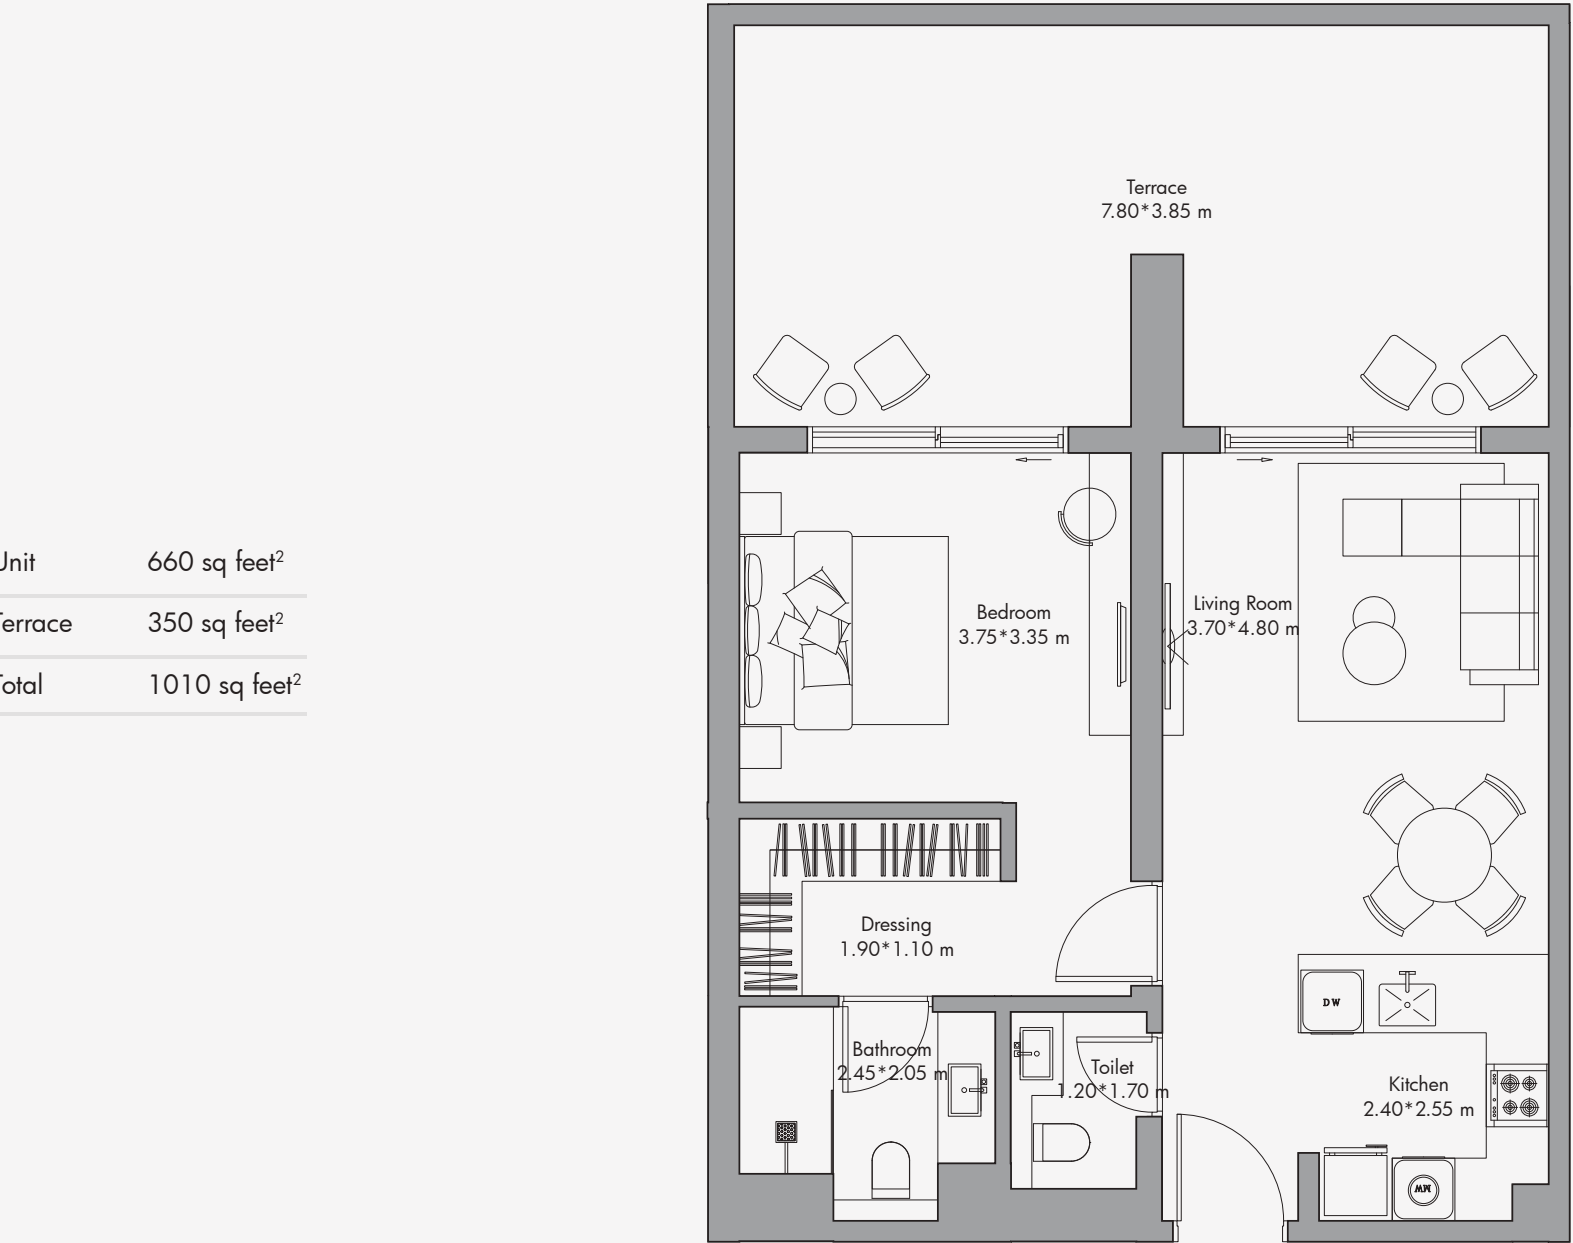 Unit 660 sq feet²
Terrace 350 sq feet²
Total 1010 sq feet²
Terrace
7.80*3.85 m
Bedroom
3.75*3.35 m
Living Room
3.70*4.80 m
Dressing
1.90*1.10 m
DW
Bathroom
2.45*2.05 m
Toilet
1.20*1.70 m
Kitchen
2.40*2.55 m
MW